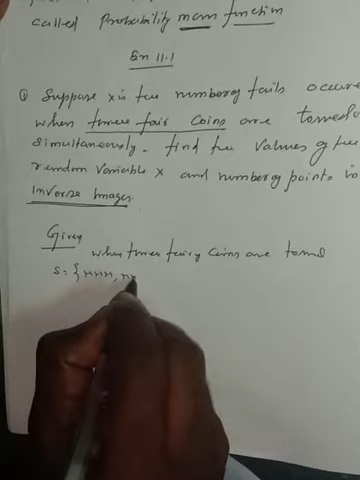 called Probability mass function
Ex 11.1
① Suppose x is the number of tails occure
when three fair coins are tossed
simultaneously. find the values of the
random variable x and number of points in
Inverse Images.
Given
when three fairy coins are tossed
S = { HHH, H